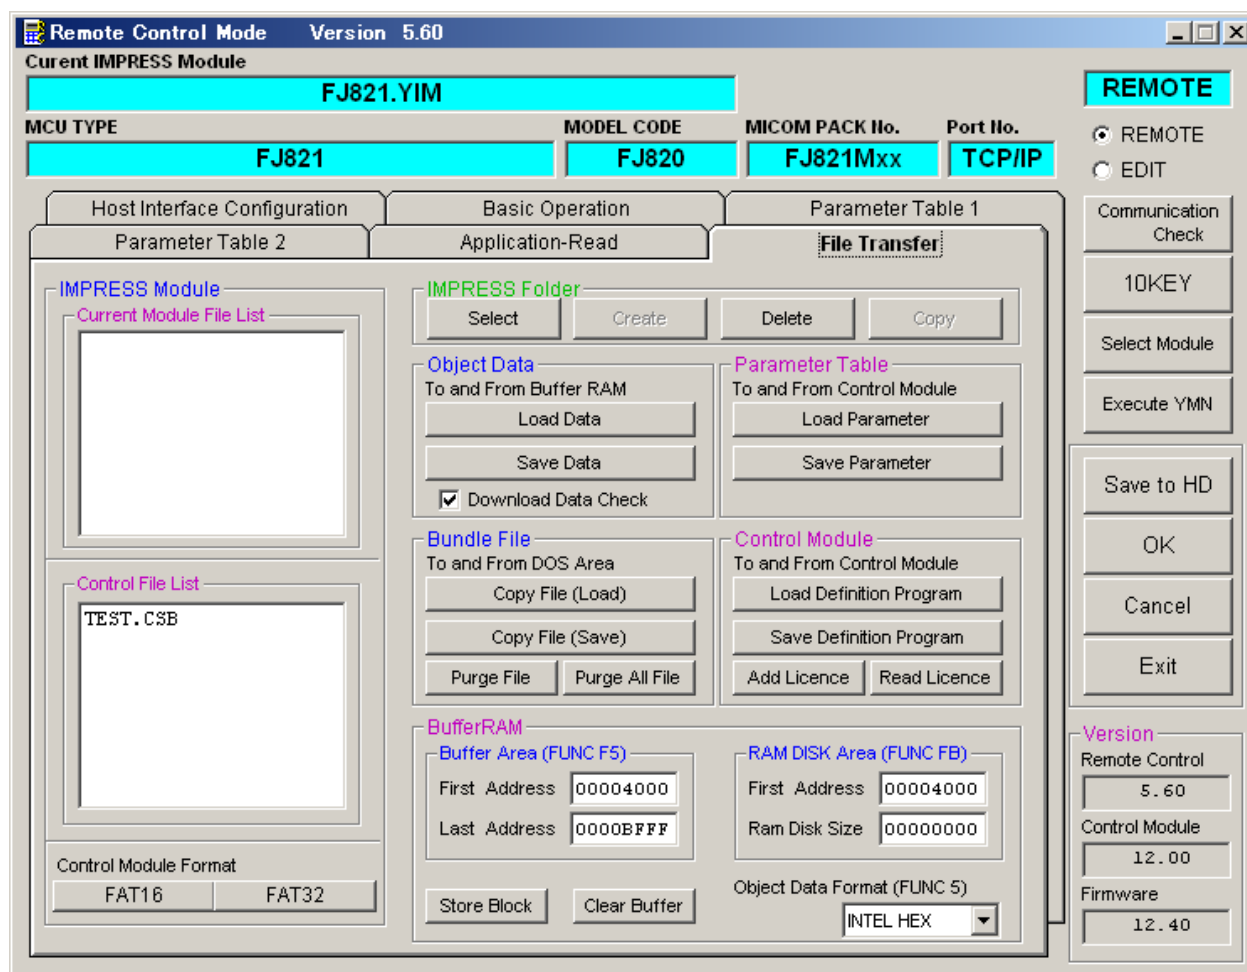 Remote Control Mode Version 5.60
Curent IMPRESS Module
FJ821.YIM
REMOTE
MCU TYPE MODEL CODE MICOM PACK No. Port No.
FJ821 FJ820 FJ821Mxx TCP/IP
REMOTE
EDIT
Host Interface Configuration Basic Operation Parameter Table 1
Parameter Table 2 Application-Read File Transfer
IMPRESS Module
Current Module File List
Control File List
TEST.CSB
Control Module Format
FAT16 FAT32
IMPRESS Folder
Select Create Delete Copy
Object Data
To and From Buffer RAM
Load Data
Save Data
Download Data Check
Parameter Table
To and From Control Module
Load Parameter
Save Parameter
Bundle File
To and From DOS Area
Copy File (Load)
Copy File (Save)
Purge File Purge All File
Control Module
To and From Control Module
Load Definition Program
Save Definition Program
Add Licence Read Licence
BufferRAM
Buffer Area (FUNC F5)
First Address 00004000
Last Address 0000BFFF
RAM DISK Area (FUNC FB)
First Address 00004000
Ram Disk Size 00000000
Store Block Clear Buffer
Object Data Format (FUNC 5)
INTEL HEX
Communication
Check
10KEY
Select Module
Execute YMN
Save to HD
OK
Cancel
Exit
Version
Remote Control
5.60
Control Module
12.00
Firmware
12.40